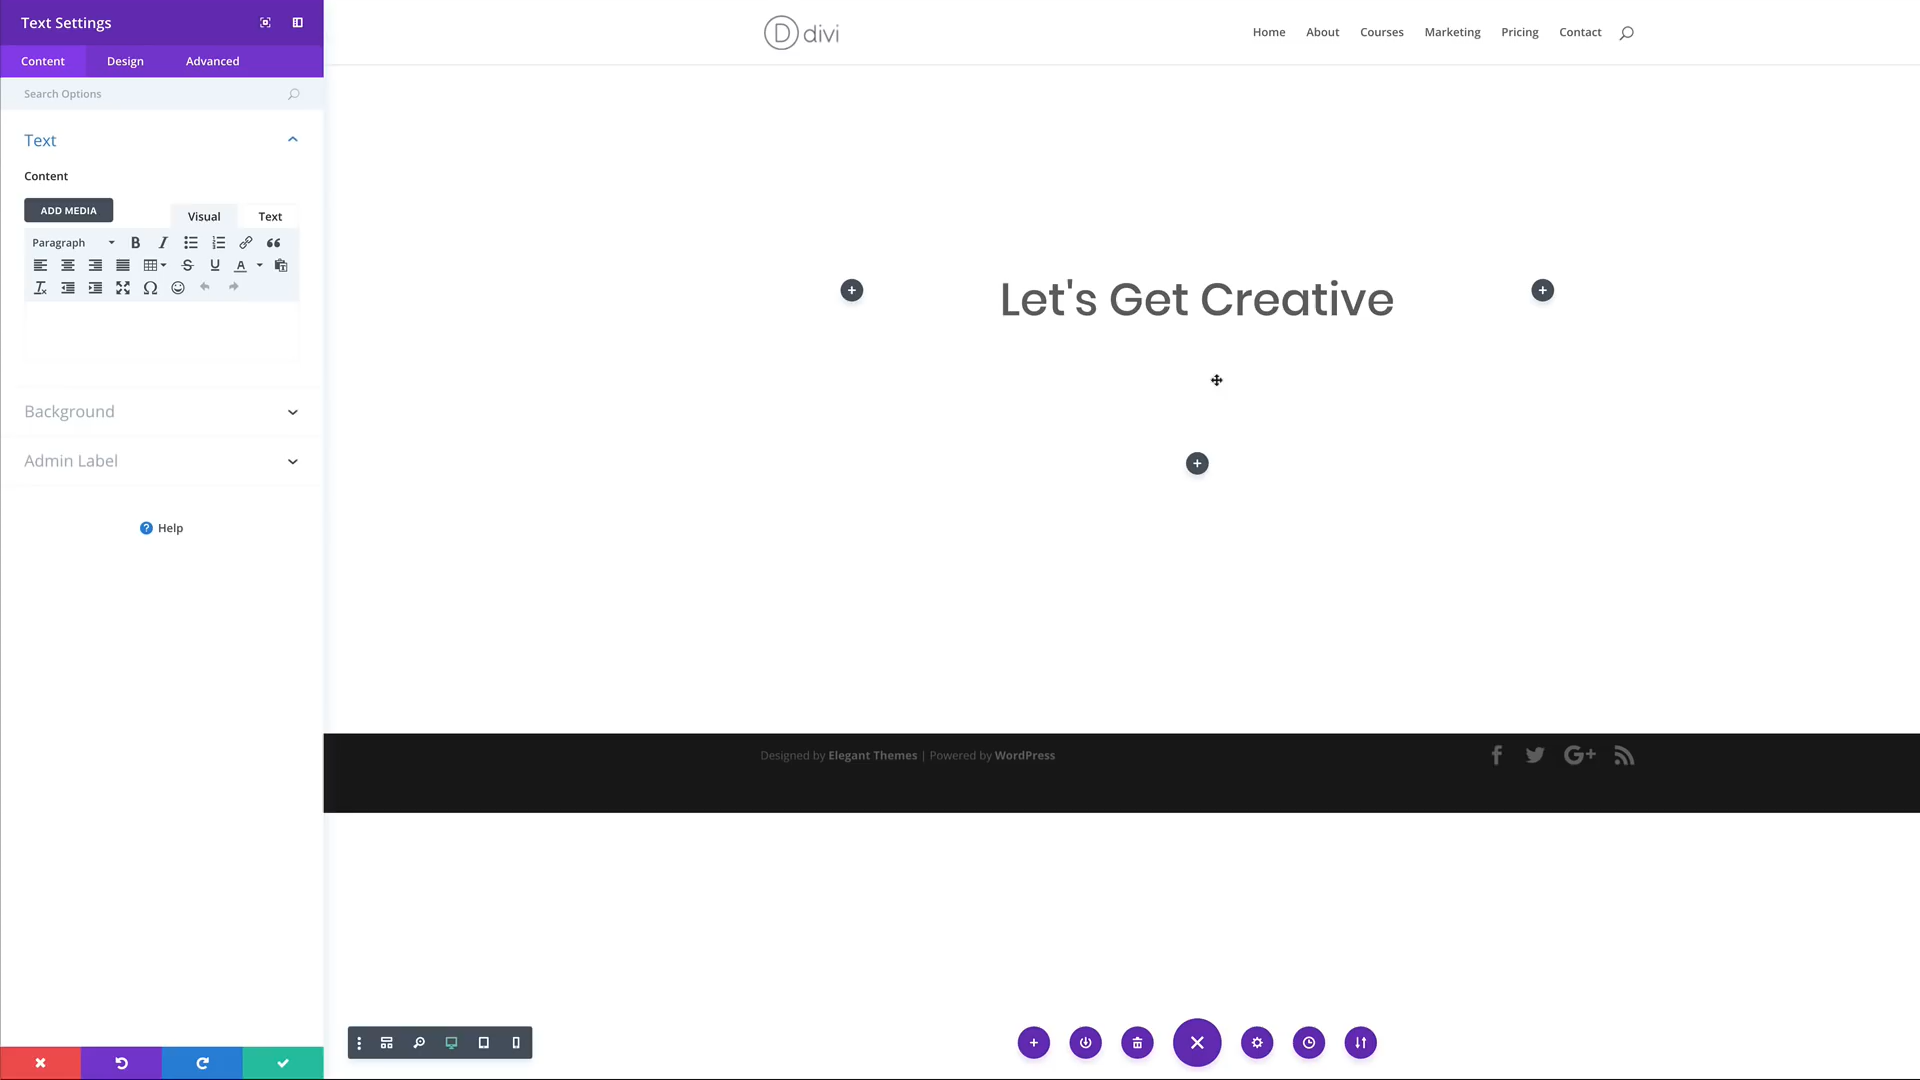 Text Settings
Content Design Advanced
Search Options
Text
Content
ADD MEDIA
Visual Text
Paragraph
Background
Admin Label
Help
divi
Home About Courses Marketing Pricing Contact
Let's Get Creative
Designed by Elegant Themes | Powered by WordPress